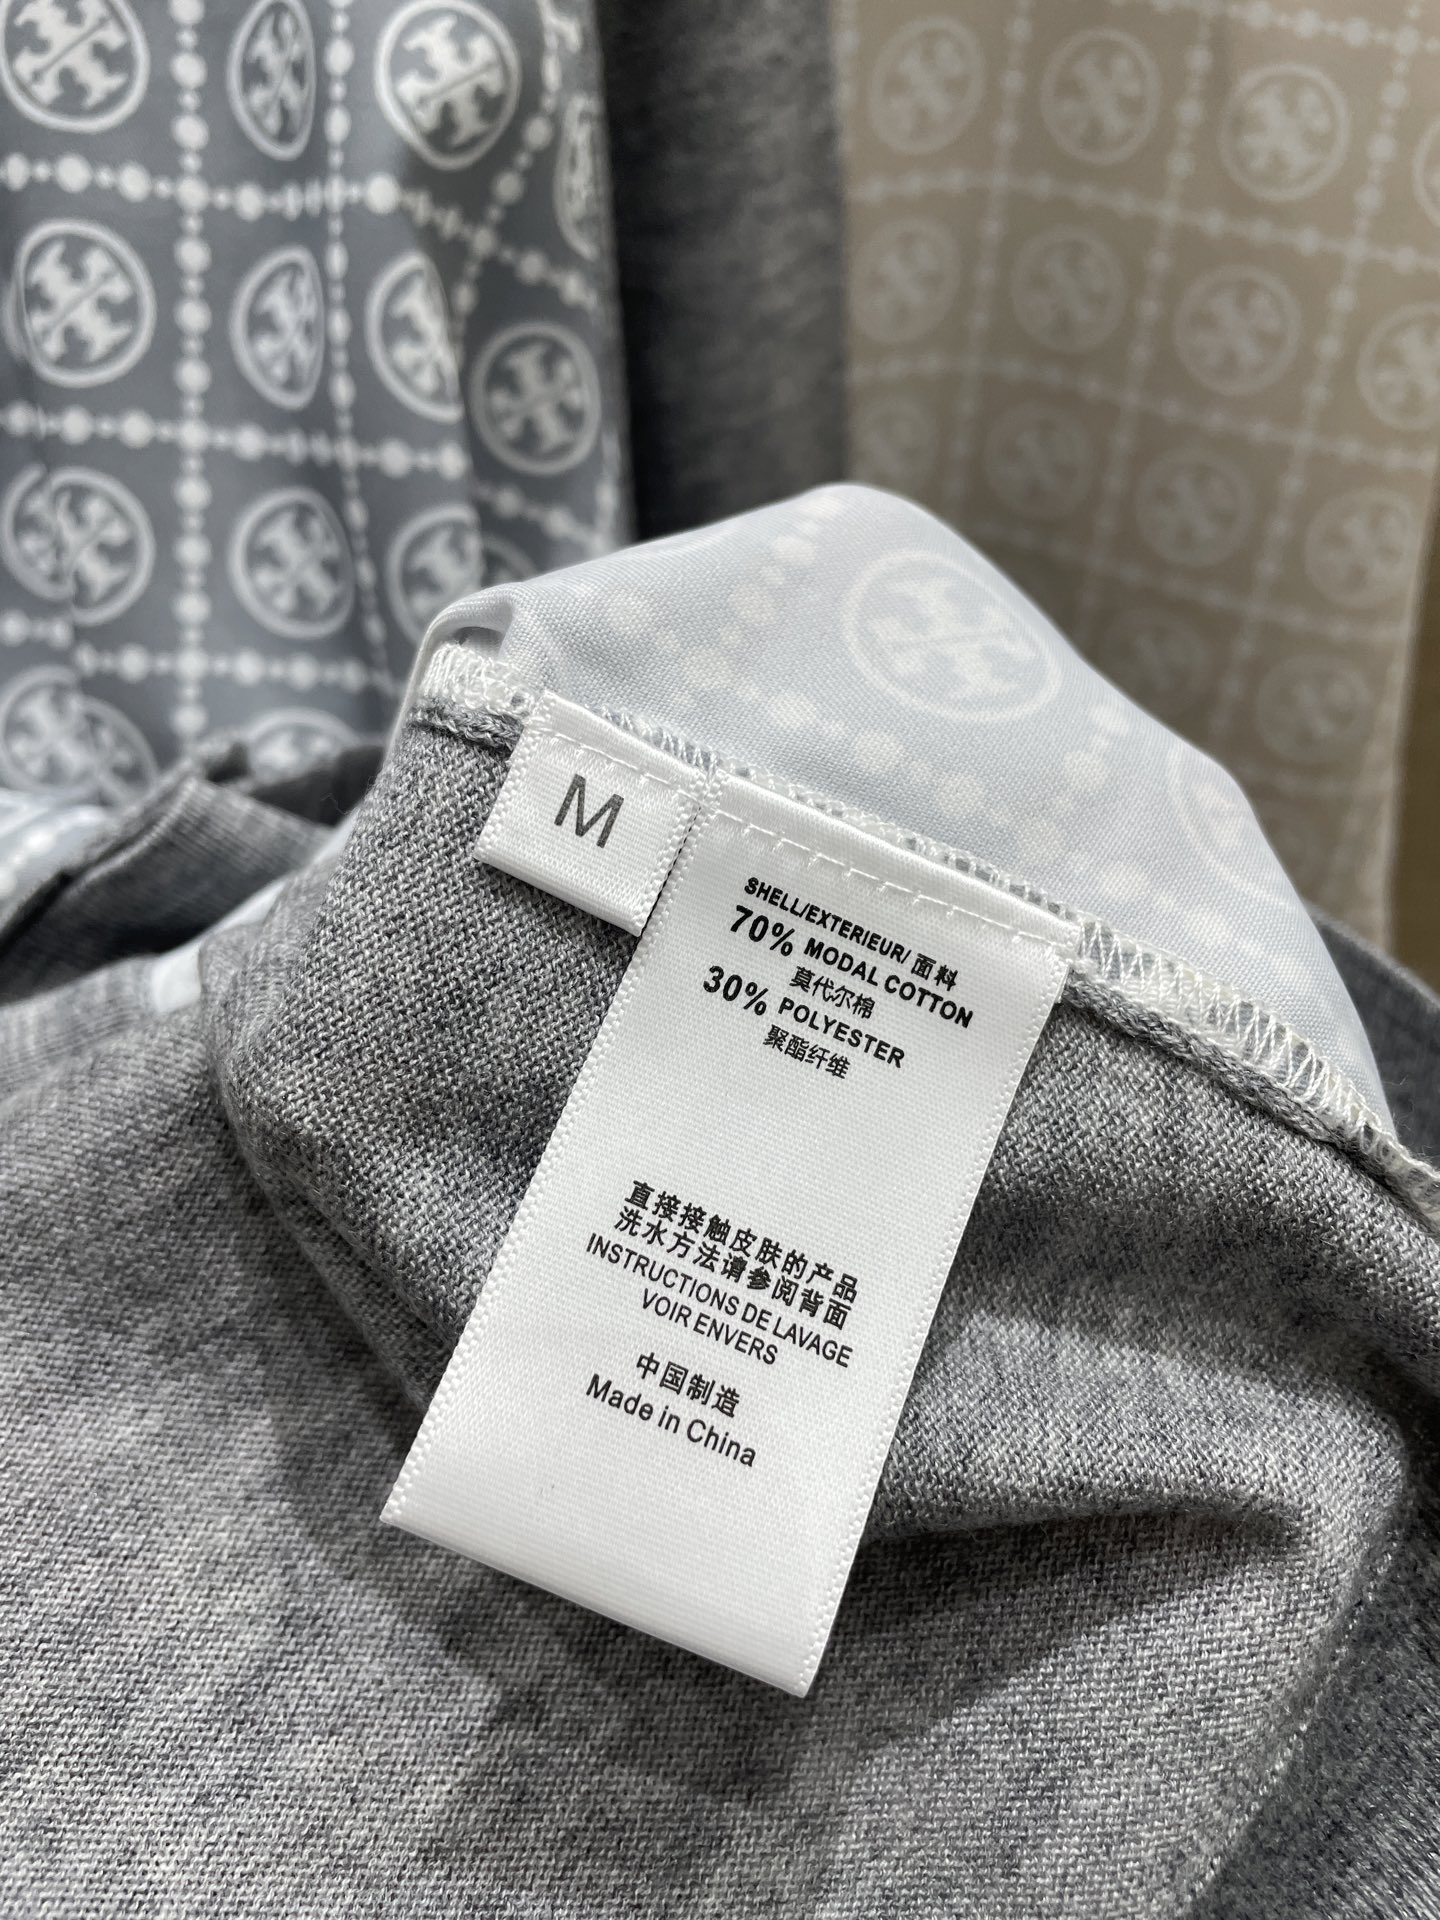 M
SHELL/EXTERIEUR/ 面料
70% MODAL COTTON
莫代尔棉
30% POLYESTER
聚酯纤维
直接接触皮肤的产品
洗水方法请参阅背面
INSTRUCTIONS DE LAVAGE
VOIR ENVERS
中国制造
Made in China